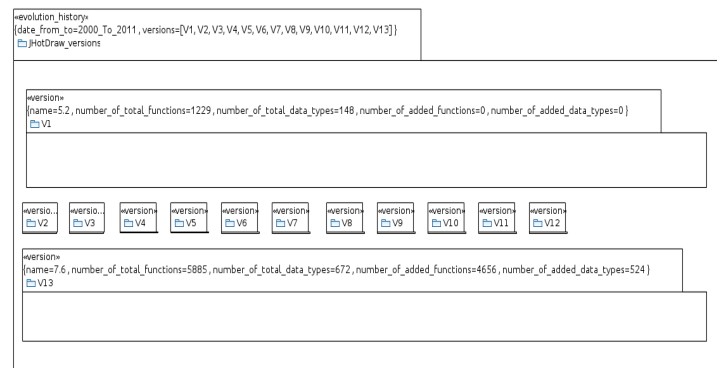 «evolution_history»
{date_from_to=2000_To_2011 , versions=[V1, V2, V3, V4, V5, V6, V7, V8, V9, V10, V11, V12, V13] }
JHotDraw_versions
«version»
{name=5.2 , number_of_total_functions=1229 , number_of_total_data_types=148 , number_of_added_functions=0 , number_of_added_data_types=0 }
V1
«versio... «versio... «version» «version» «version» «version» «version» «version» «version» «version» «version»
V2 V3 V4 V5 V6 V7 V8 V9 V10 V11 V12
«version»
{name=7.6 , number_of_total_functions=5885 , number_of_total_data_types=672 , number_of_added_functions=4656 , number_of_added_data_types=524 }
V13